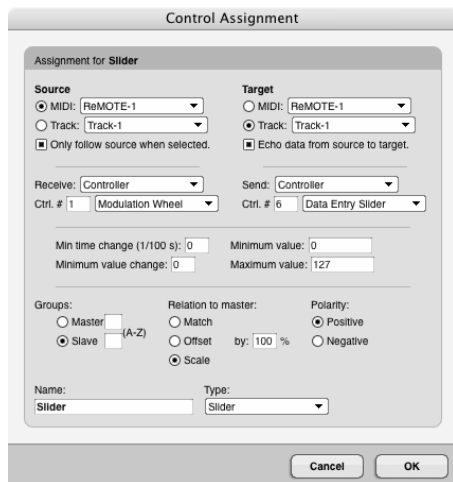 Control Assignment
Assignment for Slider
Source
Target
MIDI: ReMOTE-1
MIDI: ReMOTE-1
Track: Track-1
Track: Track-1
Only follow source when selected.
Echo data from source to target.
Receive: Controller
Send: Controller
Ctrl. # 1 Modulation Wheel
Ctrl. # 6 Data Entry Slider
Min time change (1/100 s): 0
Minimum value: 0
Minimum value change: 0
Maximum value: 127
Groups:
Relation to master:
Polarity:
Master
Match
Positive
(A-Z)
Slave
Offset by: 100 %
Negative
Scale
Name:
Type:
Slider
Slider
Cancel
OK